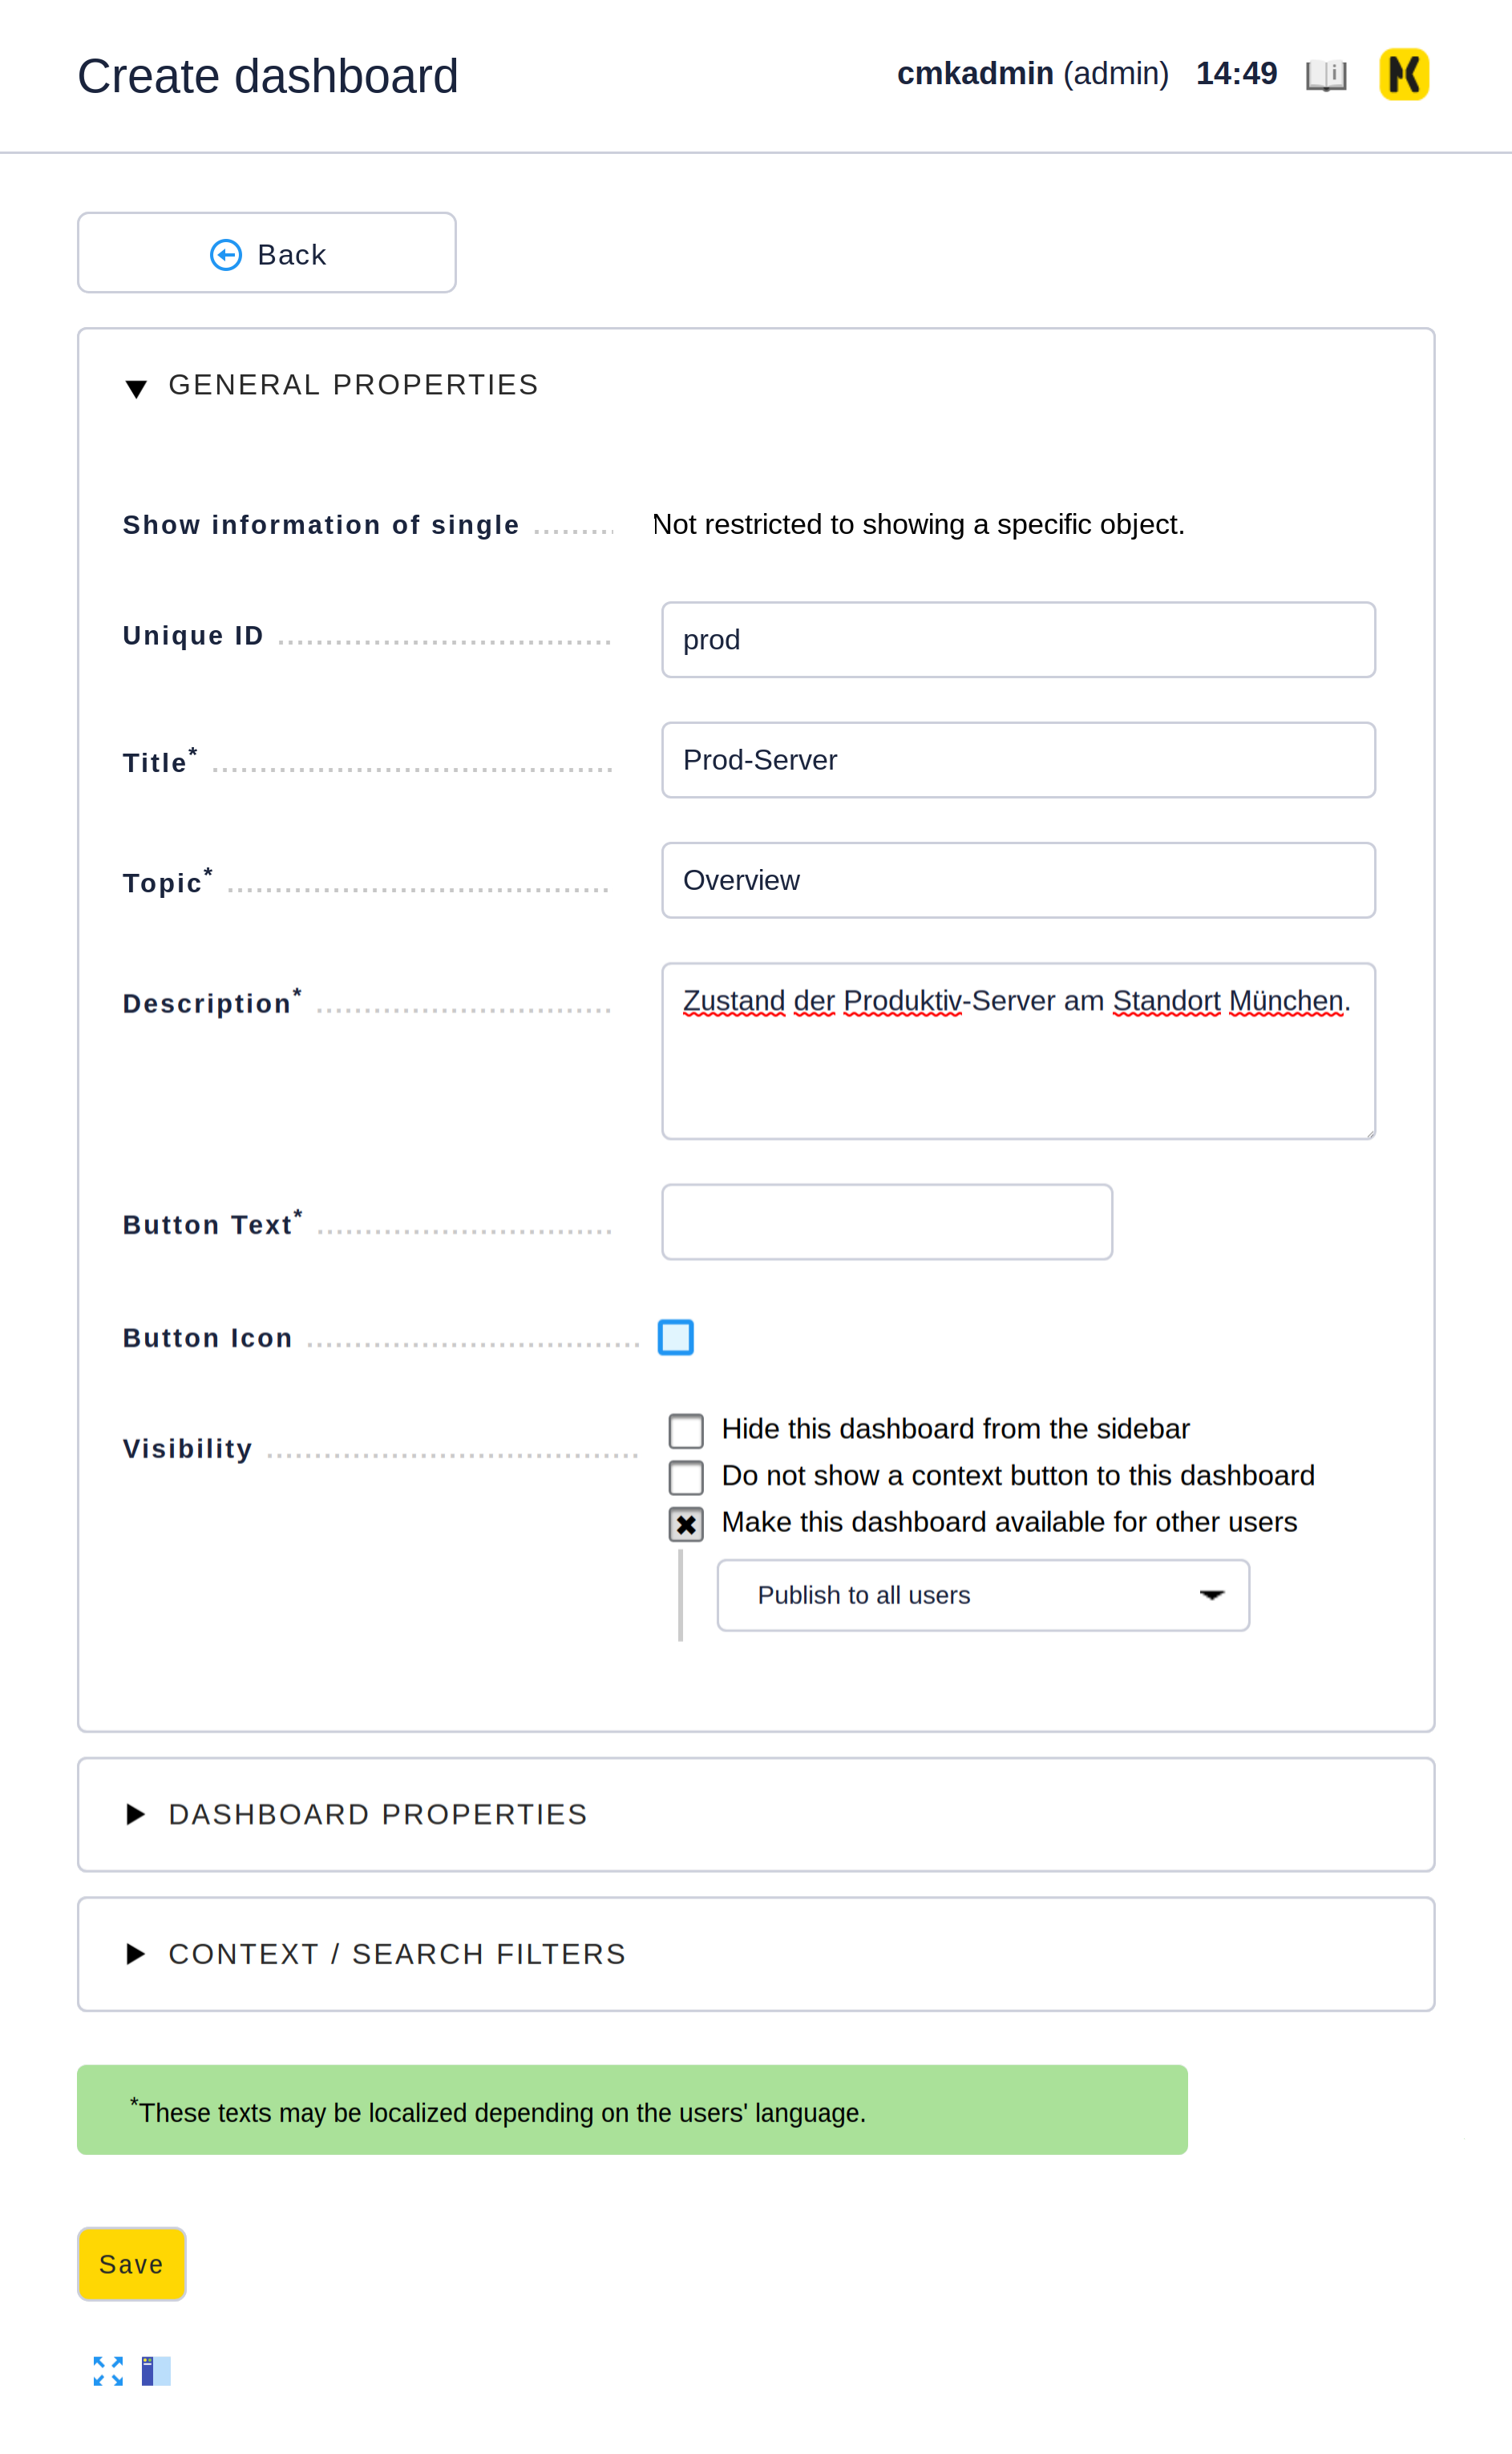 Create dashboard
cmkadmin (admin) 14:49
Back
GENERAL PROPERTIES
Show information of single Not restricted to showing a specific object.
Unique ID prod
Title* Prod-Server
Topic* Overview
Description* Zustand der Produktiv-Server am Standort München.
Button Text*
Button Icon
Visibility Hide this dashboard from the sidebar
Do not show a context button to this dashboard
Make this dashboard available for other users
Publish to all users
DASHBOARD PROPERTIES
CONTEXT / SEARCH FILTERS
*These texts may be localized depending on the users' language.
Save